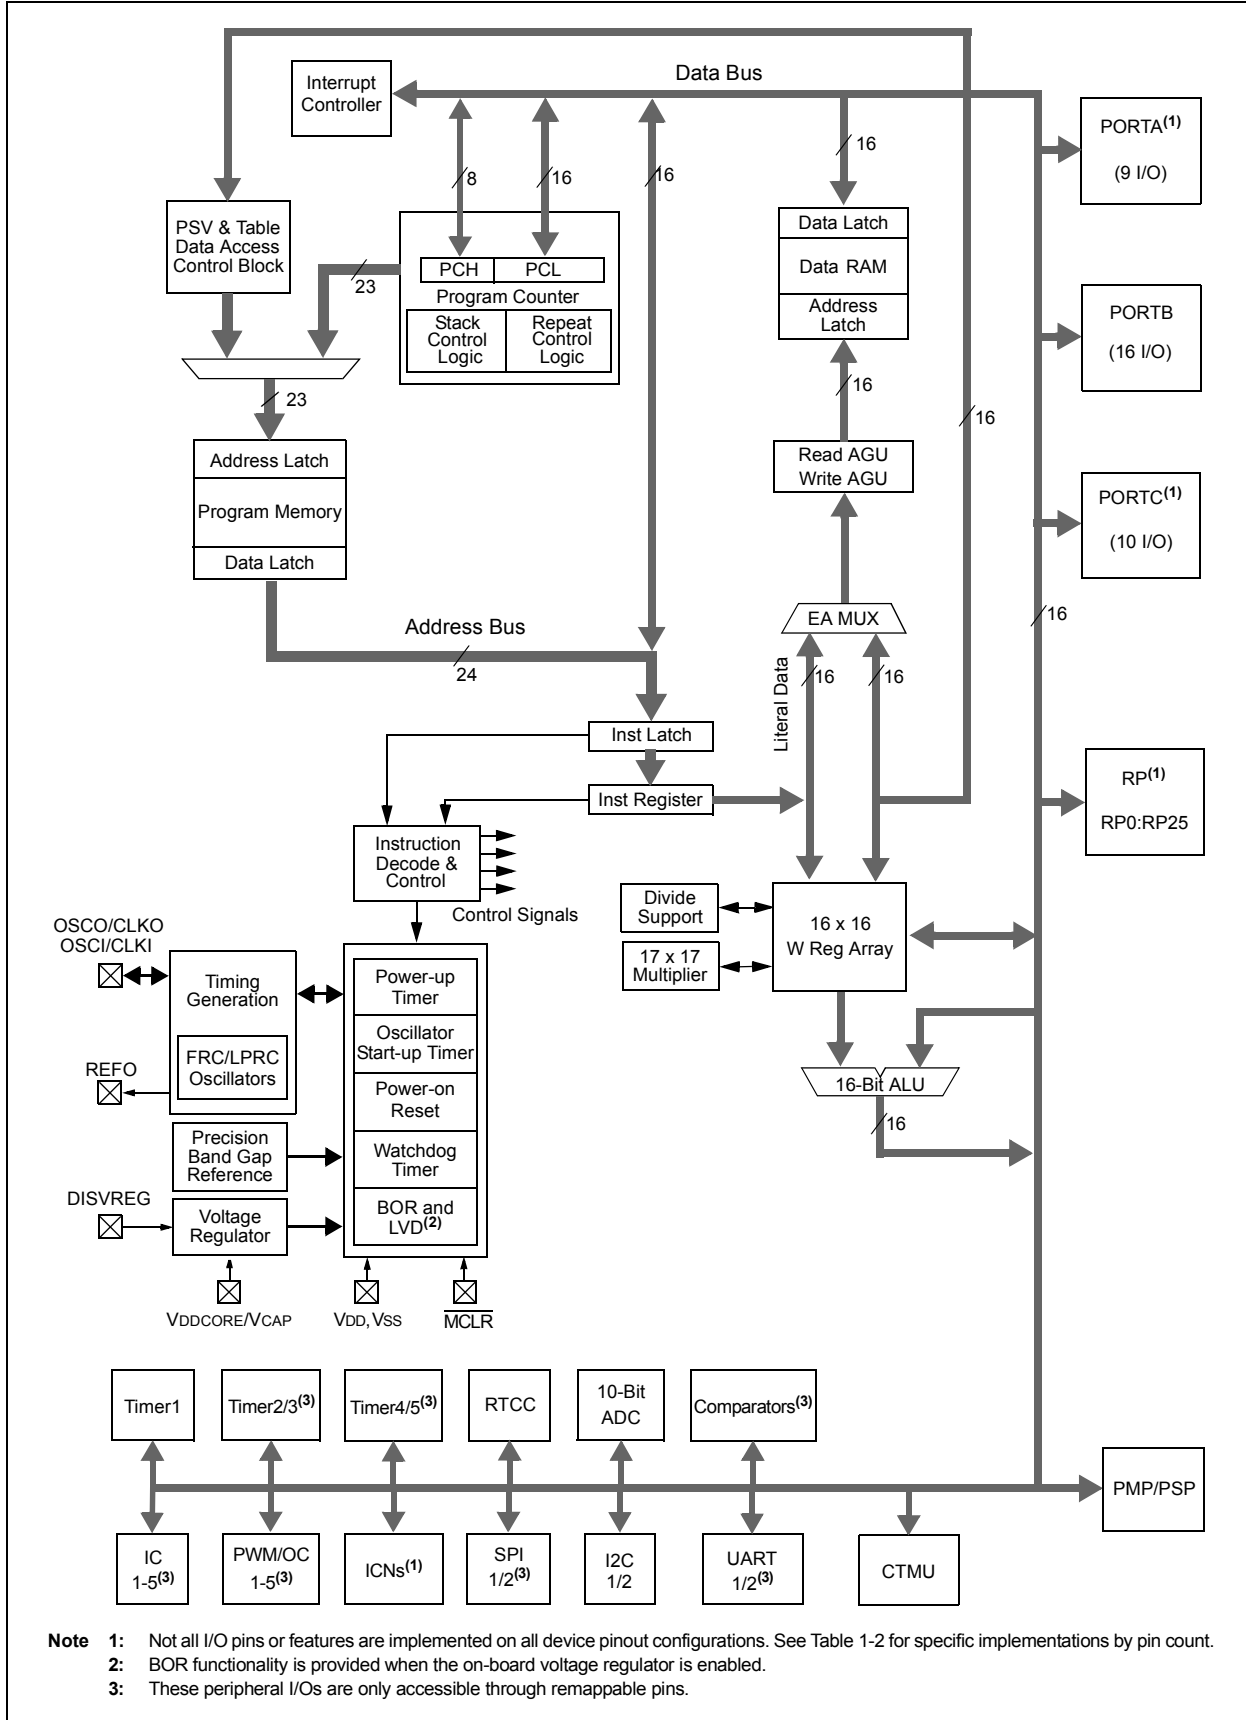 Data Bus
Interrupt
Controller
8
16
16
16
PORTA(1)
(9 I/O)
PSV & Table
Data Access
Control Block
23
PCH
PCL
Program Counter
Stack
Control
Logic
Repeat
Control
Logic
Data Latch
Data RAM
Address
Latch
PORTB
(16 I/O)
23
16
16
Address Latch
Program Memory
Data Latch
Read AGU
Write AGU
PORTC(1)
(10 I/O)
Address Bus
24
EA MUX
16
Literal Data
16
16
Inst Latch
Inst Register
RP(1)
RP0:RP25
Instruction
Decode &
Control
Control Signals
Divide
Support
17 x 17
Multiplier
16 x 16
W Reg Array
OSCO/CLKO
OSCI/CLKI
Timing
Generation
FRC/LPRC
Oscillators
REFO
Power-up
Timer
Oscillator
Start-up Timer
Power-on
Reset
Watchdog
Timer
BOR and
LVD(2)
16-Bit ALU
16
Precision
Band Gap
Reference
DISVREG
Voltage
Regulator
VDDCORE/VCAP
VDD, VSS
MCLR
Timer1
Timer2/3(3)
Timer4/5(3)
RTCC
10-Bit
ADC
Comparators(3)
PMP/PSP
IC
1-5(3)
PWM/OC
1-5(3)
ICNs(1)
SPI
1/2(3)
I2C
1/2
UART
1/2(3)
CTMU
Note 1: Not all I/O pins or features are implemented on all device pinout configurations. See Table 1-2 for specific implementations by pin count.
2: BOR functionality is provided when the on-board voltage regulator is enabled.
3: These peripheral I/Os are only accessible through remappable pins.